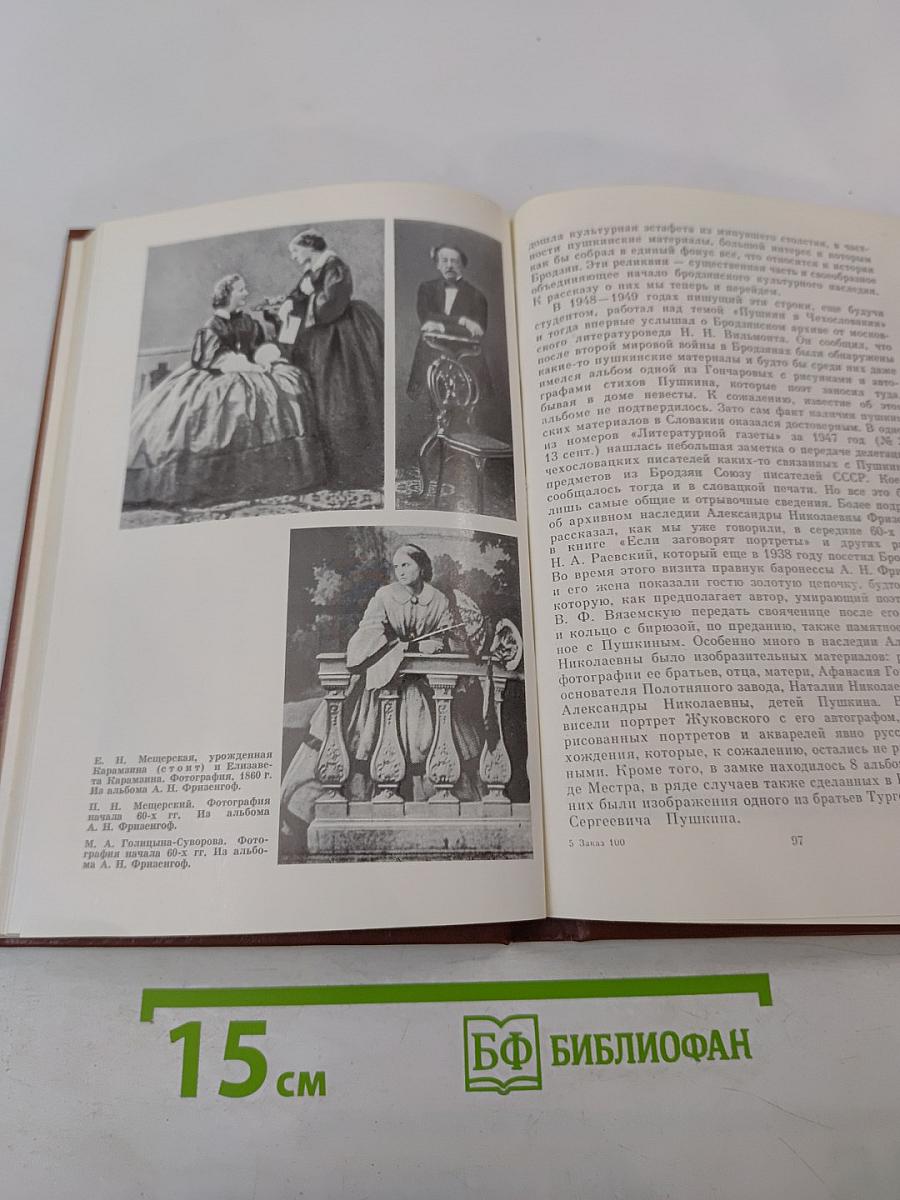 Е. Н. Мещерская, урожденная
Карамзина (стоит) и Елизаве-
та Карамзина. Фотография. 1860 г.
Из альбома А. Н. Фризенгоф.
П. Н. Мещерский. Фотография
начала 60-х гг. Из альбома
А. Н. Фризенгоф.
М. А. Голицына-Суворова. Фото-
графия начала 60-х гг. Из альбо-
ма А. Н. Фризенгоф.
дошла культурная эстафета из минувшего столетия, в част-
ности пушкинские материалы, большой интерес к которым
как бы собрал в единый фокус все, что относится к истории
Бродзян. Эти реликвии — существенная часть и своеобразное
объединяющее начало бродзянского культурного наследия.
К рассказу о них мы теперь и перейдем.
В 1948—1949 годах пишущий эти строки, еще будучи
студентом, работал над темой «Пушкин в Чехословакии»
и тогда впервые услышал о Бродзянском архиве от москов-
ского литературоведа Н. Н. Вильмонта. Он сообщил, что
после второй мировой войны в Бродзянах были обнаружены
какие-то пушкинские материалы и будто бы среди них даже
имелся альбом одной из Гончаровых с рисунками и авто-
графами стихов Пушкина, которые поэт заносил туда,
бывая в доме невесты. К сожалению, известие об этом
альбоме не подтвердилось. Зато сам факт наличия пушкин
ских материалов в Словакии оказался достоверным. В одно
из номеров «Литературной газеты» за 1947 год (№
13 сент.) нашлась небольшая заметка о передаче делегац
чехословацких писателей каких-то связанных с Пушки
предметов из Бродзян Союзу писателей СССР. Кое
сообщалось тогда и в словацкой печати. Но все это б
лишь самые общие и отрывочные сведения. Более подр
об архивном наследии Александры Николаевны Фризе
рассказал, как мы уже говорили, в середине 60-х
в книге «Если заговорят портреты» и других р
Н. А. Раевский, который еще в 1938 году посетил Бро
Во время этого визита правнук баронессы А. Н. Фри
и его жена показали гостю золотую цепочку, будто
которую, как предполагает автор, умирающий поэт
В. Ф. Вяземскую передать свояченице после его
и кольцо с бирюзой, по преданию, также памятное
ное с Пушкиным. Особенно много в наследии Ал
Николаевны было изобразительных материалов: р
фотографии ее братьев, отца, матери, Афанасия Го
основателя Полотняного завода, Наталии Николае
Александры Николаевны, детей Пушкина. В
висели портрет Жуковского с его автографом,
рисованных портретов и акварелей явно русс
хождения, которые, к сожалению, остались не р
ными. Кроме того, в замке находилось 8 альбо
де Местра, в ряде случаев также сделанных в
них были изображения одного из братьев Турге
Сергеевича Пушкина.
5 Заказ 100
97
15 см
БФ БИБЛИОФАН